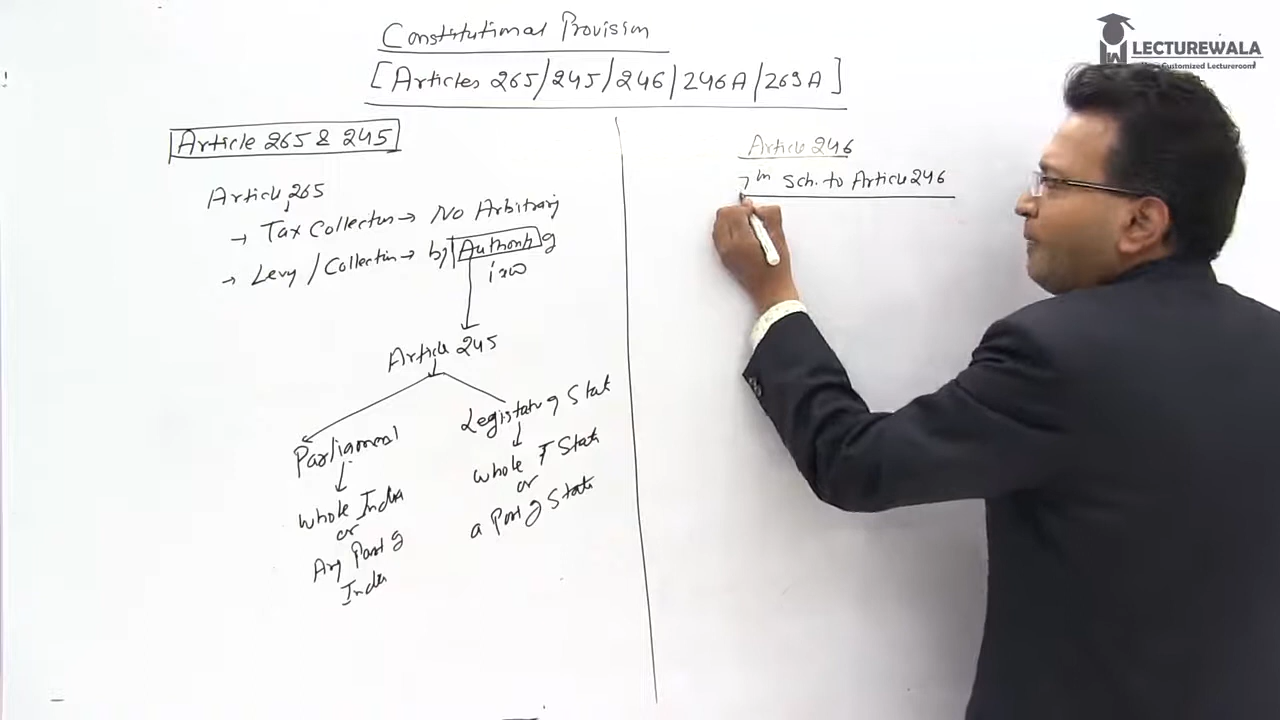 Constitutional Provision
[Articles 265/245/246/246A/269A]
LECTUREWALA
Customized Lectureroom
Article 265 & 245
Article 265
→ Tax Collection → No Arbitrary
→ Levy / Collection → by Authority of
law
Article 245
Parliament
whole India
or
Any Part of
India
Legislature of State
whole of State
or
a Part of State
Article 246
7th Sch. to Article 246